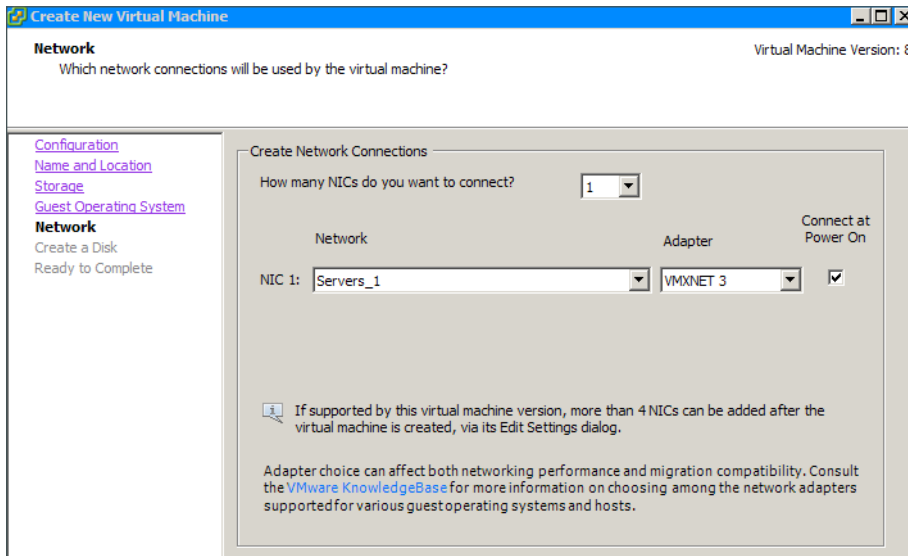 Create New Virtual Machine
Network
Virtual Machine Version: 8
Which network connections will be used by the virtual machine?
Configuration
Name and Location
Storage
Guest Operating System
Network
Create a Disk
Ready to Complete
Create Network Connections
How many NICs do you want to connect?
1
Network
Adapter
Connect at
Power On
NIC 1:
Servers_1
VMXNET 3
If supported by this virtual machine version, more than 4 NICs can be added after the
virtual machine is created, via its Edit Settings dialog.
Adapter choice can affect both networking performance and migration compatibility. Consult
the VMware KnowledgeBase for more information on choosing among the network adapters
supported for various guest operating systems and hosts.